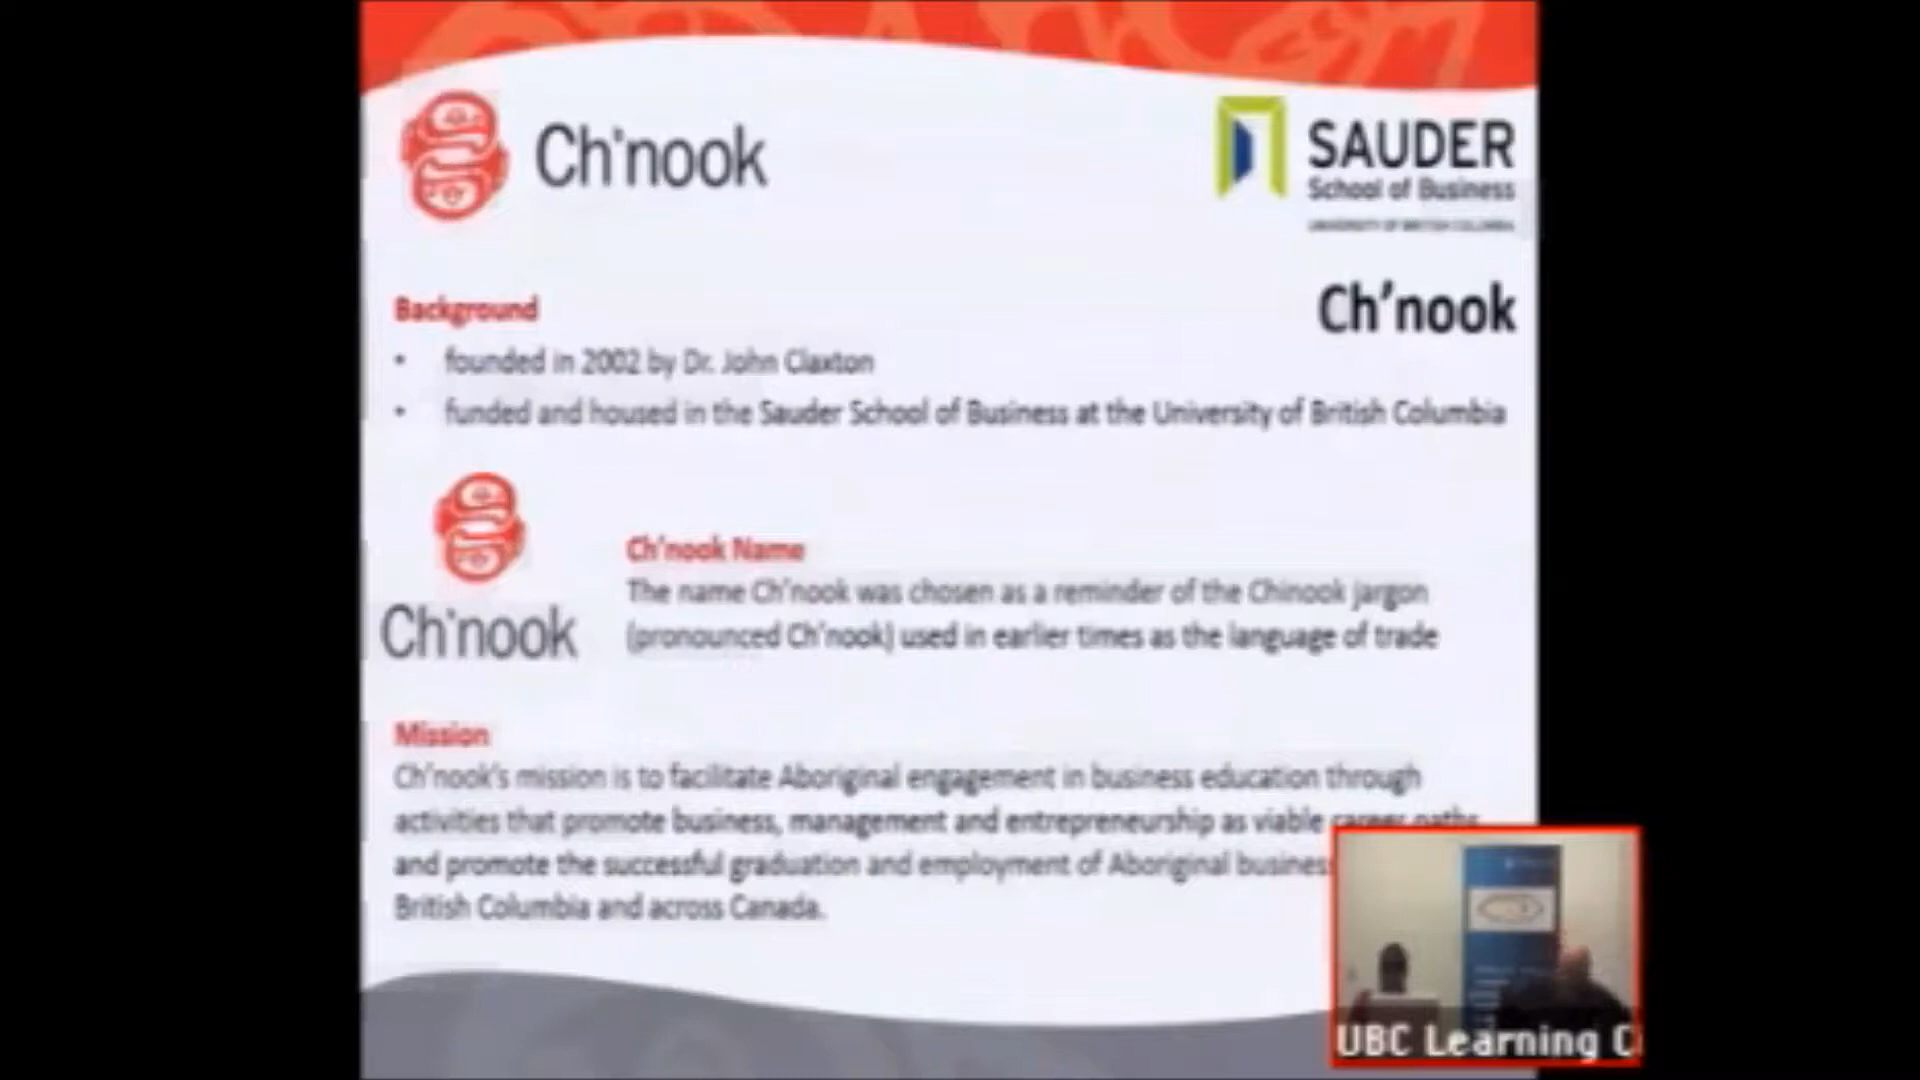 Ch'nook
SAUDER
School of Business
UNIVERSITY OF BRITISH COLUMBIA
Ch'nook
Background
• founded in 2002 by Dr. John Claxton
• funded and housed in the Sauder School of Business at the University of British Columbia
Ch'nook
Ch'nook Name
The name Ch'nook was chosen as a reminder of the Chinook jargon
(pronounced Ch'nook) used in earlier times as the language of trade
Mission
Ch'nook's mission is to facilitate Aboriginal engagement in business education through
activities that promote business, management and entrepreneurship as viable career paths
and promote the successful graduation and employment of Aboriginal business
British Columbia and across Canada.
UBC Learning C